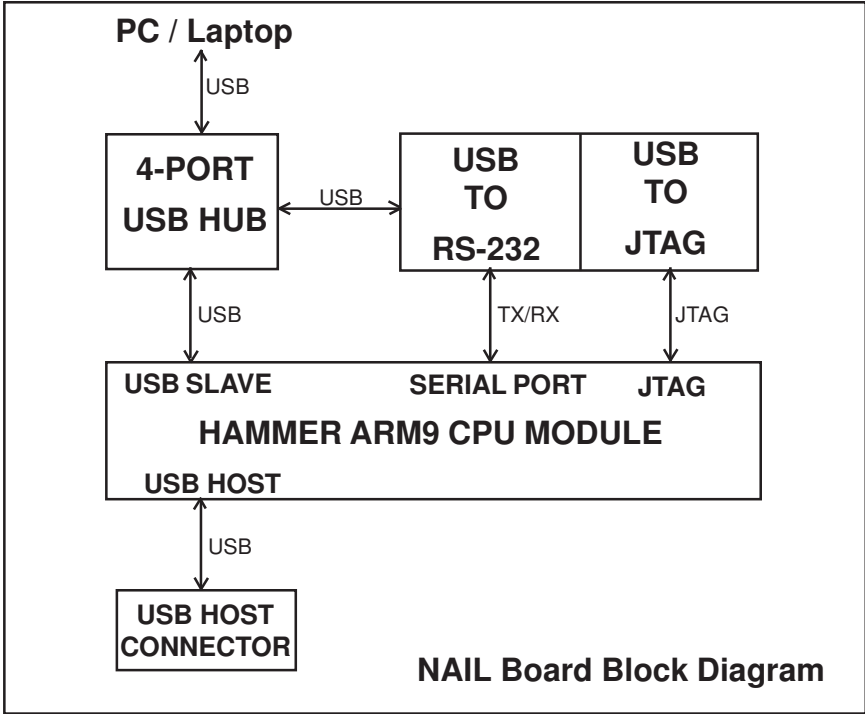 PC / Laptop
USB
4-PORT
USB HUB
USB
USB
TO
RS-232
USB
TO
JTAG
USB
TX/RX
JTAG
USB SLAVE
SERIAL PORT
JTAG
HAMMER ARM9 CPU MODULE
USB HOST
USB
USB HOST
CONNECTOR
NAIL Board Block Diagram